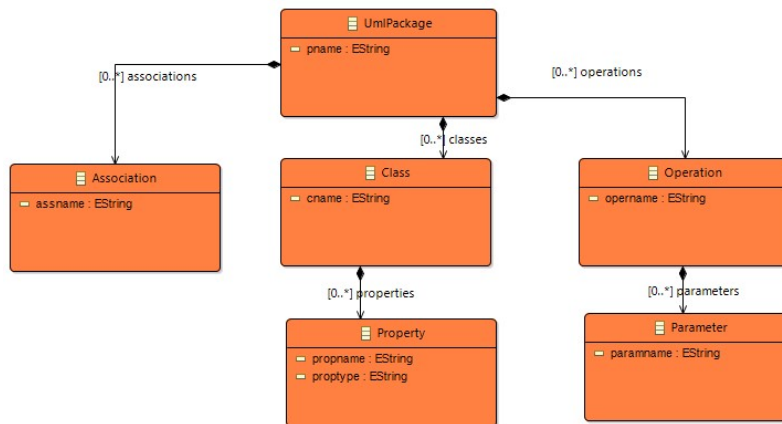 UmlPackage
pname : EString
[0..*] associations
[0..*] operations
[0..*] classes
Association
assname : EString
Class
cname : EString
Operation
opername : EString
[0..*] properties
[0..*] parameters
Property
propname : EString
proptype : EString
Parameter
paramname : EString